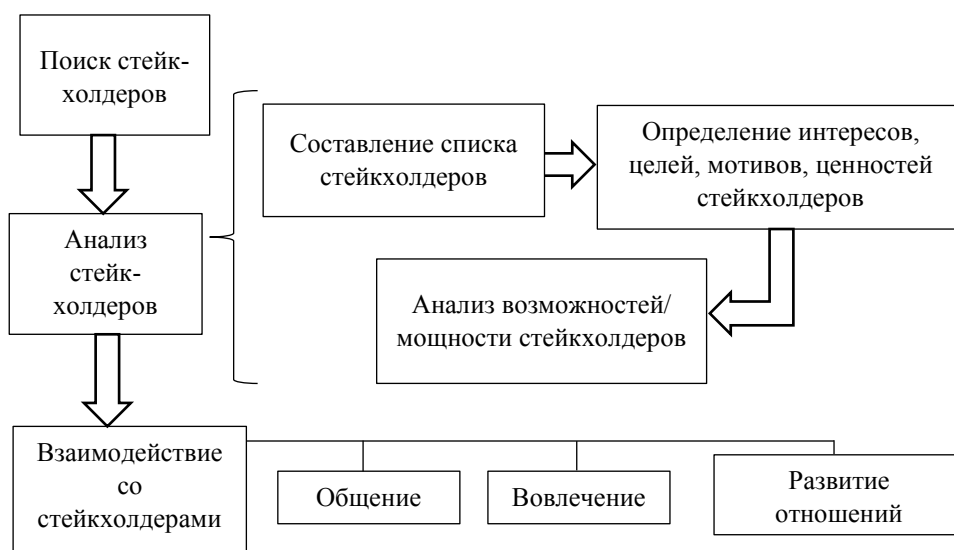 Поиск стейк-
холдеров
Составление списка
стейкхолдеров
Определение интересов,
целей, мотивов, ценностей
стейкхолдеров
Анализ
стейк-
холдеров
Анализ возможностей/
мощности стейкхолдеров
Взаимодействие
со
стейкхолдерами
Общение
Вовлечение
Развитие
отношений